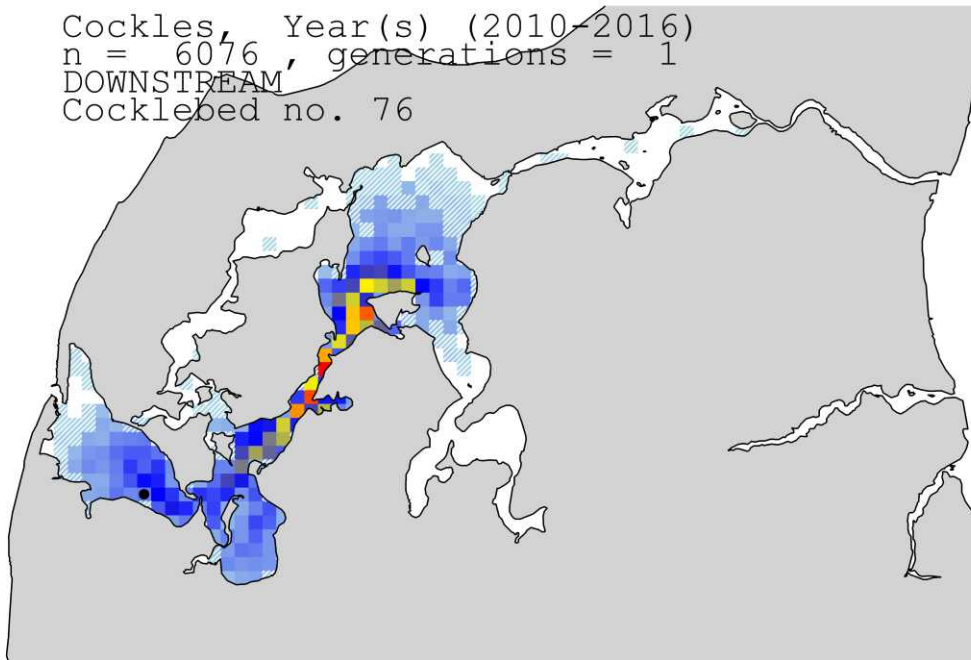 Cockles, Year(s) (2010-2016)
n = 6076 , generations = 1
DOWNSTREAM
Cocklebed no. 76